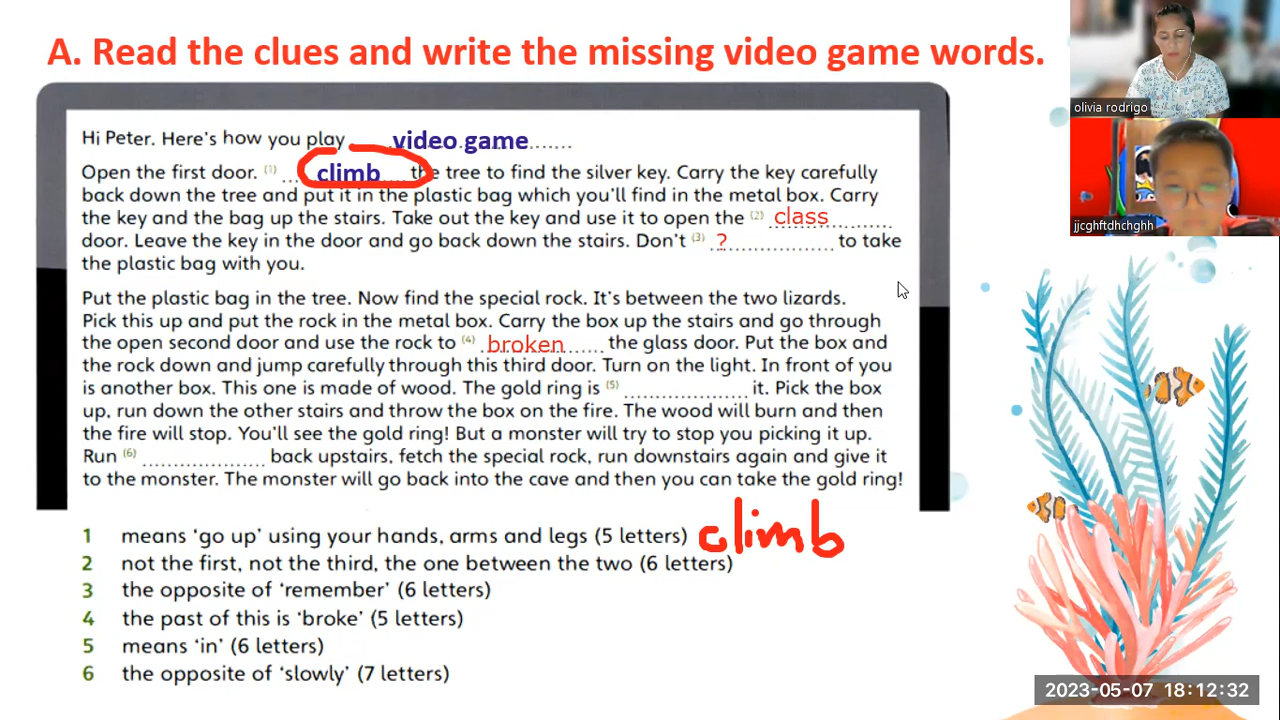 A. Read the clues and write the missing video game words.
olivia rodrigo
jjcghftdhchghh
Hi Peter. Here's how you play ....video game.......
Open the first door. (1) ... climb .... the tree to find the silver key. Carry the key carefully
back down the tree and put it in the plastic bag which you'll find in the metal box. Carry
the key and the bag up the stairs. Take out the key and use it to open the (2) class
door. Leave the key in the door and go back down the stairs. Don't (3) ? to take
the plastic bag with you.
Put the plastic bag in the tree. Now find the special rock. It's between the two lizards.
Pick this up and put the rock in the metal box. Carry the box up the stairs and go through
the open second door and use the rock to (4) broken the glass door. Put the box and
the rock down and jump carefully through this third door. Turn on the light. In front of you
is another box. This one is made of wood. The gold ring is (5) .................... it. Pick the box
up, run down the other stairs and throw the box on the fire. The wood will burn and then
the fire will stop. You'll see the gold ring! But a monster will try to stop you picking it up.
Run (6) .................... back upstairs, fetch the special rock, run downstairs again and give it
to the monster. The monster will go back into the cave and then you can take the gold ring!
1 means 'go up' using your hands, arms and legs (5 letters) climb
2 not the first, not the third, the one between the two (6 letters)
3 the opposite of 'remember' (6 letters)
4 the past of this is 'broke' (5 letters)
5 means 'in' (6 letters)
6 the opposite of 'slowly' (7 letters)
2023-05-07 18:12:32